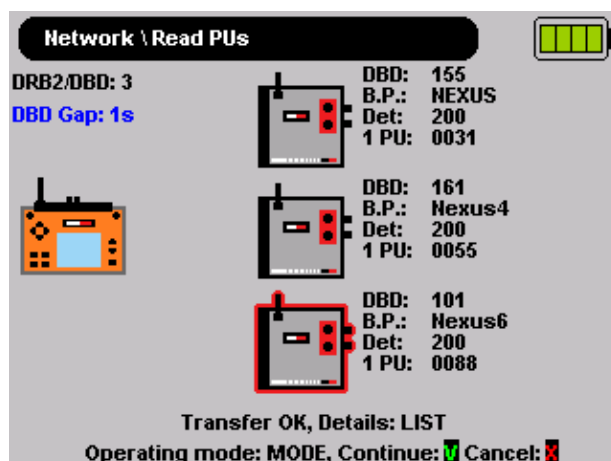 Network \ Read PUs
DRB2/DBD: 3
DBD Gap: 1s
DBD: 155
B.P.: NEXUS
Det: 200
1 PU: 0031
DBD: 161
B.P.: Nexus4
Det: 200
1 PU: 0055
DBD: 101
B.P.: Nexus6
Det: 200
1 PU: 0088
Transfer OK, Details: LIST
Operating mode: MODE, Continue: V Cancel: X